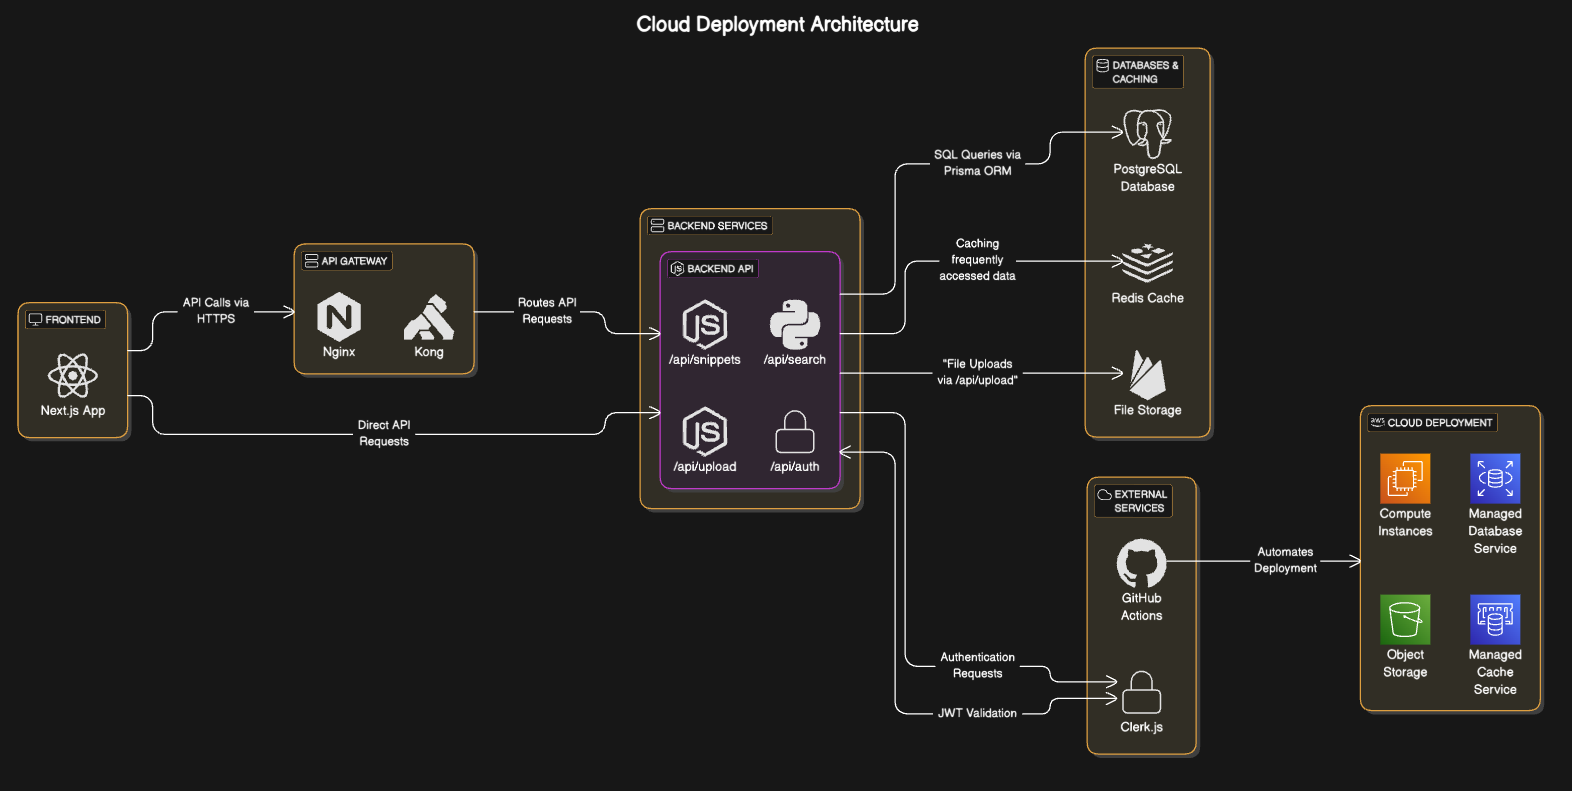 Cloud Deployment Architecture
DATABASES &
CACHING
PostgreSQL
Database
Redis Cache
File Storage
SQL Queries via
Prisma ORM
Caching
frequently
accessed data
"File Uploads
via /api/upload"
BACKEND SERVICES
JS
BACKEND API
JS
/api/snippets
/api/search
JS
/api/upload
/api/auth
API GATEWAY
N
Nginx
Kong
Routes API
Requests
FRONTEND
Next.js App
API Calls via
HTTPS
Direct API
Requests
EXTERNAL
SERVICES
GitHub
Actions
Clerk.js
Authentication
Requests
JWT Validation
Automates
Deployment
aws
CLOUD DEPLOYMENT
Compute
Instances
Managed
Database
Service
Object
Storage
Managed
Cache
Service